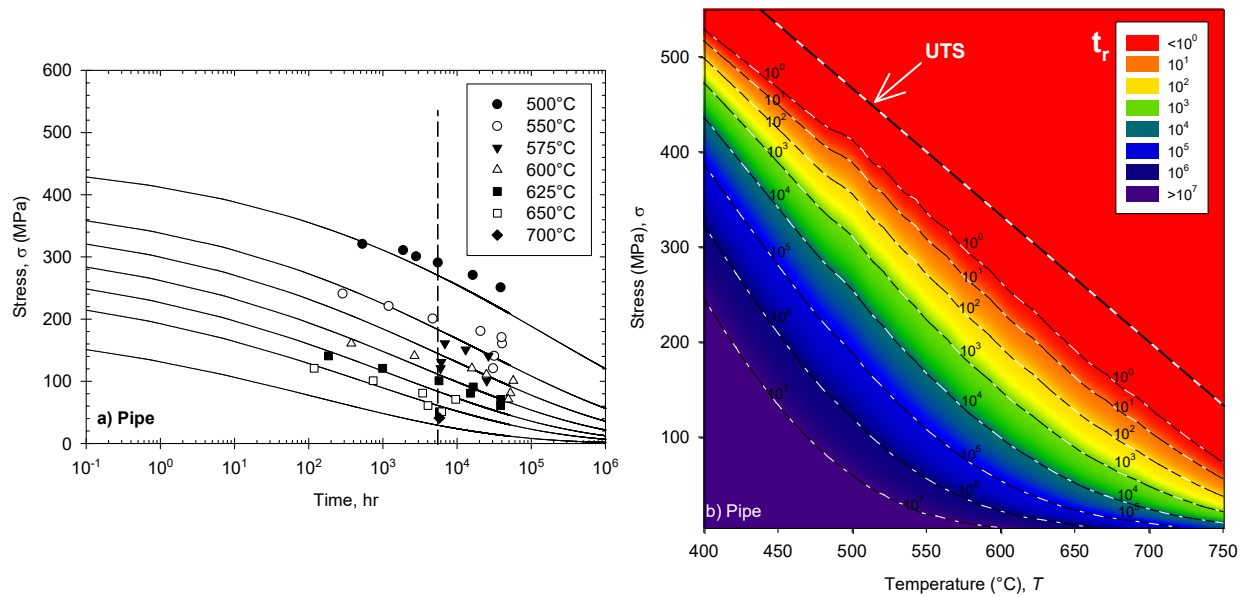 600
500
400
300
200
100
0
Stress, σ (MPa)
500°C
550°C
575°C
600°C
625°C
650°C
700°C
a) Pipe
10⁻¹ 10⁰ 10¹ 10² 10³ 10⁴ 10⁵ 10⁶
Time, hr
500
400
300
200
100
Stress (MPa), σ
UTS
tᵣ
<10⁰
10¹
10²
10³
10⁴
10⁵
10⁶
>10⁷
10⁰
10¹
10²
10³
10⁴
10⁵
10⁶
10⁷
10⁰
10¹
10²
10³
10⁴
10⁵
10⁶
10⁷
10⁰
10¹
10²
10³
10⁴
10⁵
b) Pipe
400 450 500 550 600 650 700 750
Temperature (°C), T